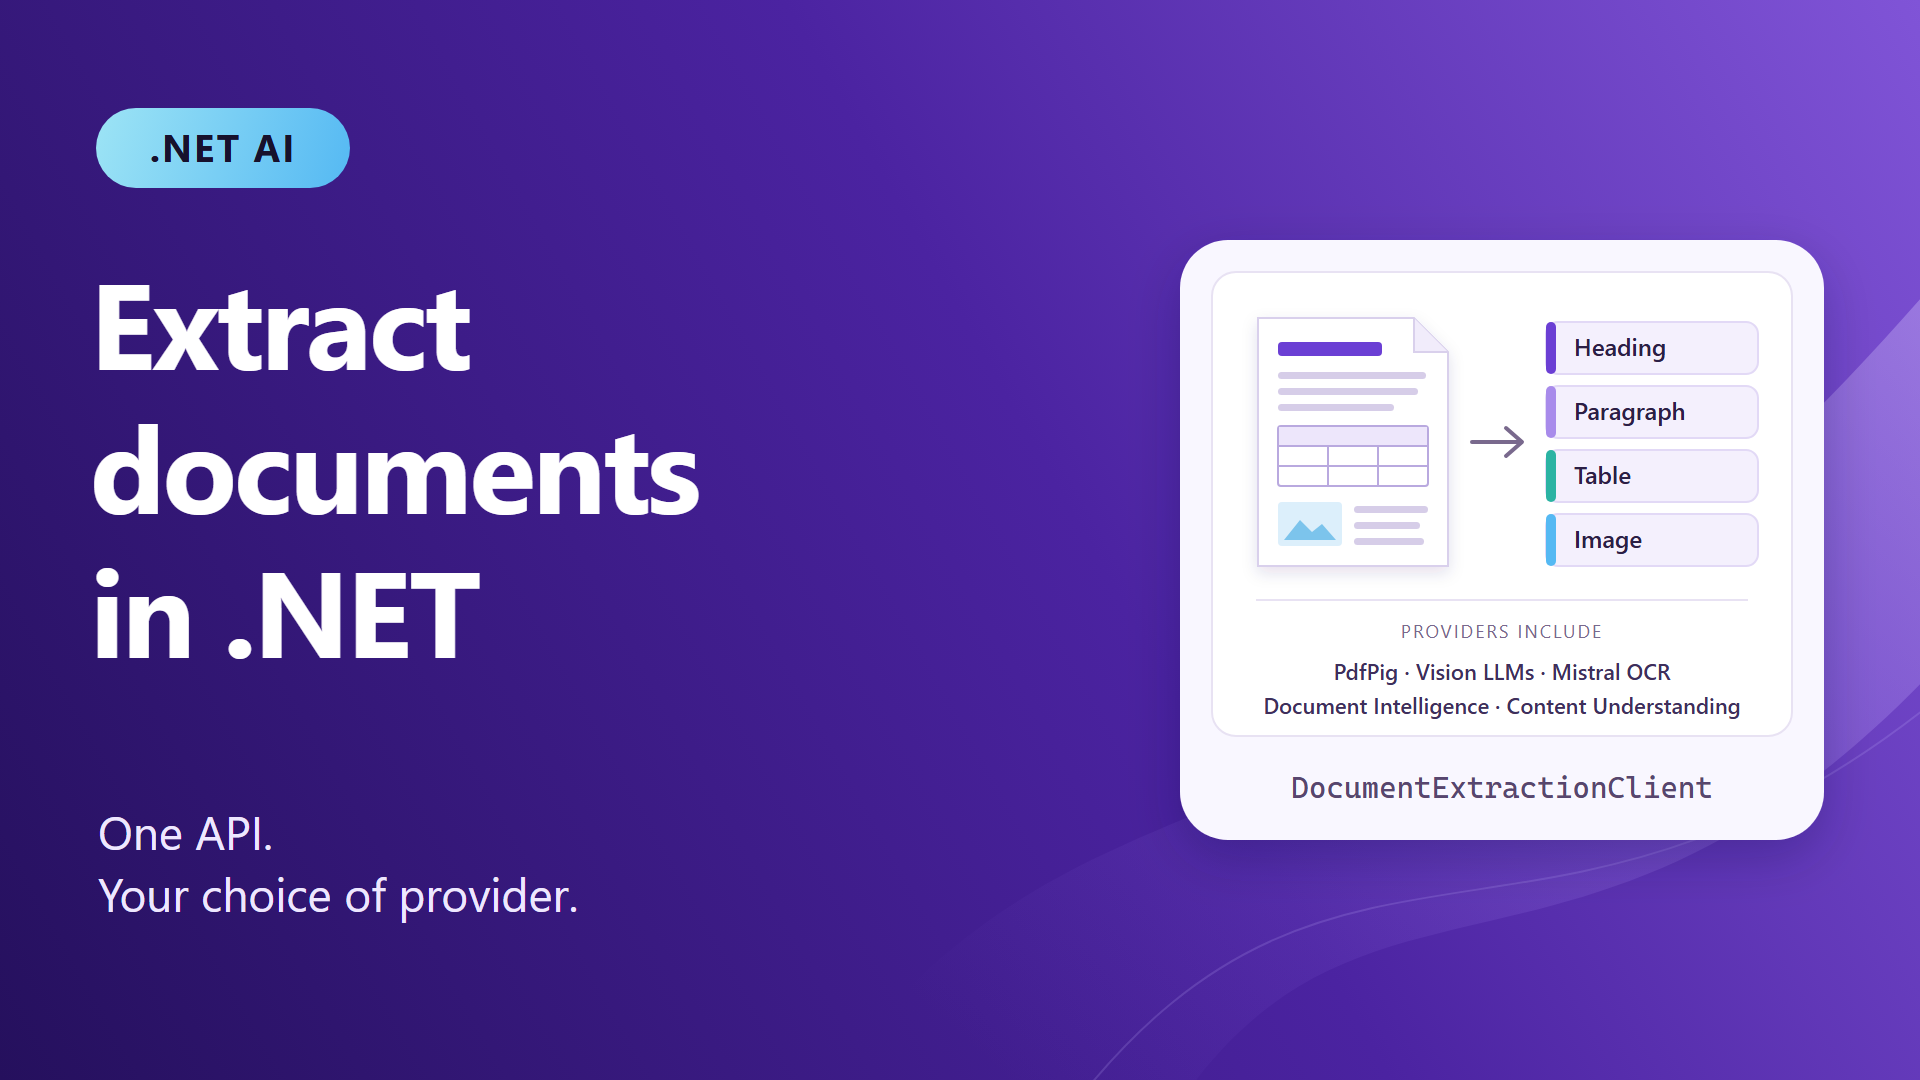 .NET AI
Extract
documents
in .NET
One API.
Your choice of provider.
Heading
Paragraph
Table
Image
PROVIDERS INCLUDE
PdfPig · Vision LLMs · Mistral OCR
Document Intelligence · Content Understanding
DocumentExtractionClient